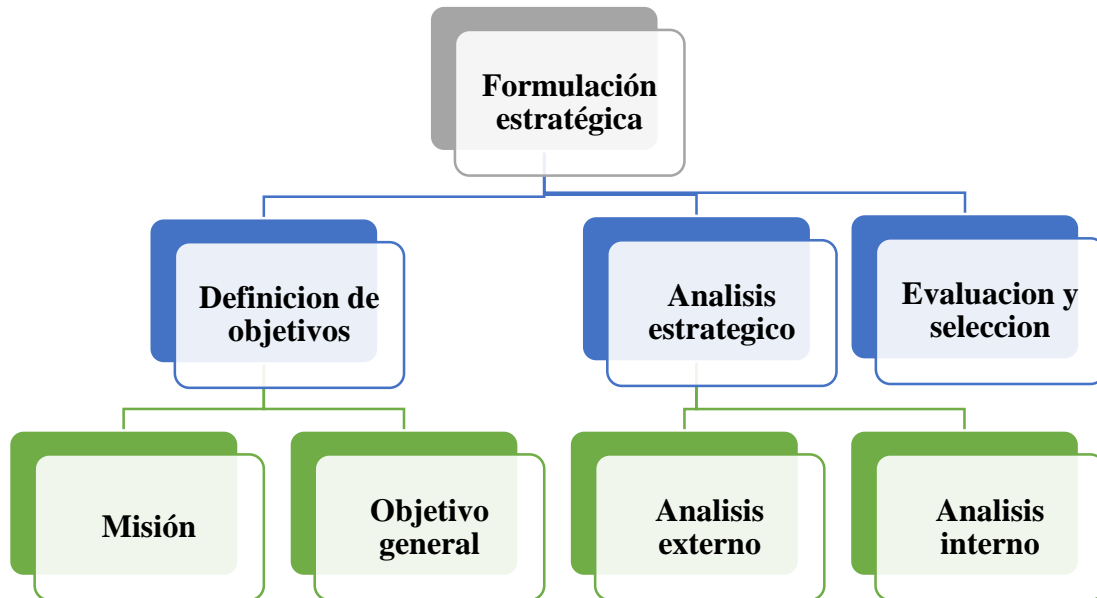 Formulación
estratégica
Definicion de
objetivos
Analisis
estrategico
Evaluacion y
seleccion
Misión
Objetivo
general
Analisis
externo
Analisis
interno